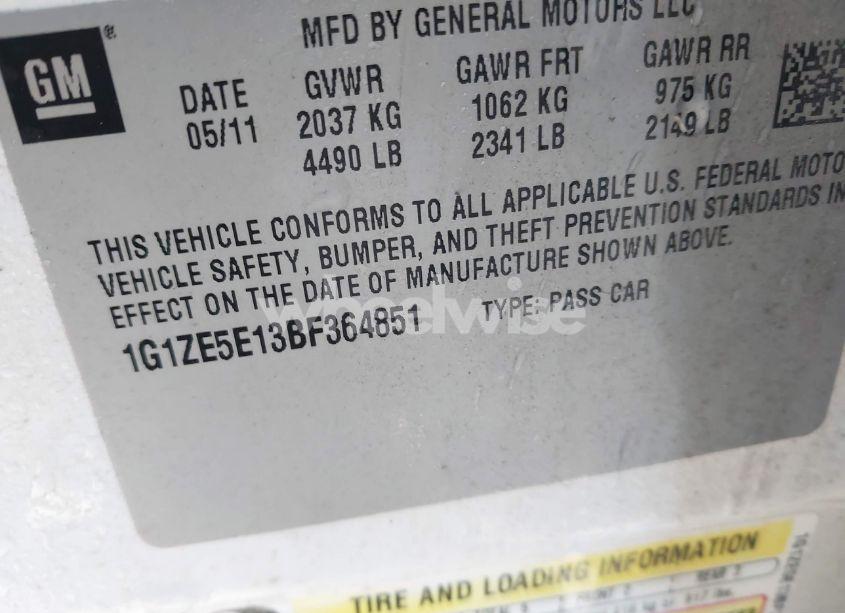 MFD BY GENERAL MOTORS LLC
GM
DATE GVWR GAWR FRT GAWR RR
05/11 2037 KG 1062 KG 975 KG
4490 LB 2341 LB 2149 LB
THIS VEHICLE CONFORMS TO ALL APPLICABLE U.S. FEDERAL MOTO
VEHICLE SAFETY, BUMPER, AND THEFT PREVENTION STANDARDS IN
EFFECT ON THE DATE OF MANUFACTURE SHOWN ABOVE.
1G1ZE5E13BF364851 TYPE: PASS CAR
wheelwise
TIRE AND LOADING INFORMATION